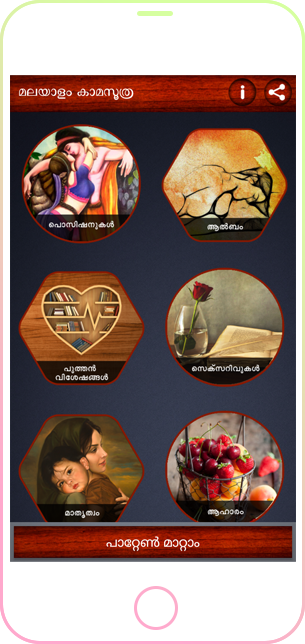 മലയാളം കാമസൂത്ര
പൊസിഷനുകൾ
ആൽബം
പുത്തൻ
വിശേഷങ്ങൾ
സെക്സറിവുകൾ
മാതൃത്വം
ആഹാരം
പാറ്റേൺ മാറ്റാം